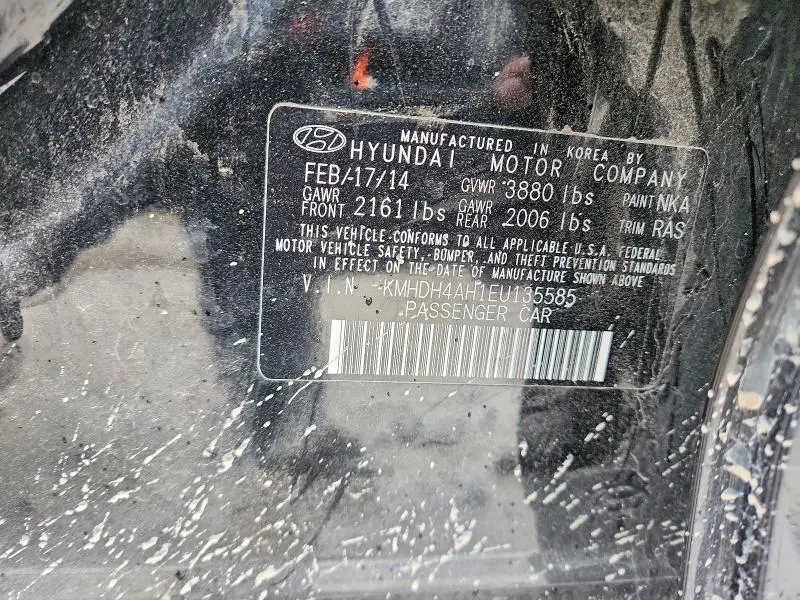 MANUFACTURED IN KOREA BY
HYUNDAI MOTOR COMPANY
FEB/-17/14 GVWR 3880 lbs PAINT NKA
GAWR FRONT 2161 lbs GAWR REAR 2006 lbs TRIM RAS
THIS VEHICLE CONFORMS TO ALL APPLICABLE U.S.A. FEDERAL
MOTOR VEHICLE SAFETY, BUMPER, AND THEFT PREVENTION STANDARDS
IN EFFECT ON THE DATE OF MANUFACTURE SHOWN ABOVE
V.I.N KMHDH4AH1EU135585
PASSENGER CAR